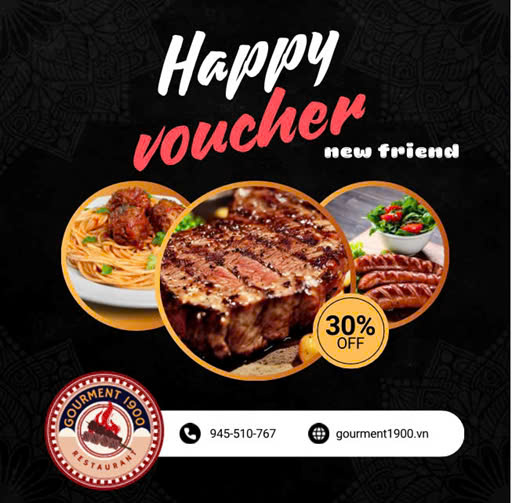 Happy
voucher
new friend
30%
OFF
GOURMENT 1900
RESTAURANT
945-510-767
gourment1900.vn